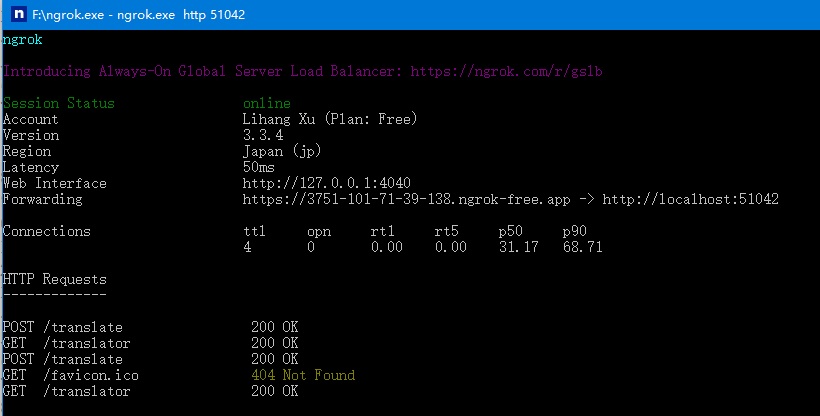 n F:\ngrok.exe - ngrok.exe http 51042
ngrok
Introducing Always-On Global Server Load Balancer: https://ngrok.com/r/gslb
Session Status online
Account Lihang Xu (Plan: Free)
Version 3.3.4
Region Japan (jp)
Latency 50ms
Web Interface http://127.0.0.1:4040
Forwarding https://3751-101-71-39-138.ngrok-free.app -> http://localhost:51042
Connections ttl opn rt1 rt5 p50 p90
4 0 0.00 0.00 31.17 68.71
HTTP Requests
-------------
POST /translate 200 OK
GET /translator 200 OK
POST /translate 200 OK
GET /favicon.ico 404 Not Found
GET /translator 200 OK